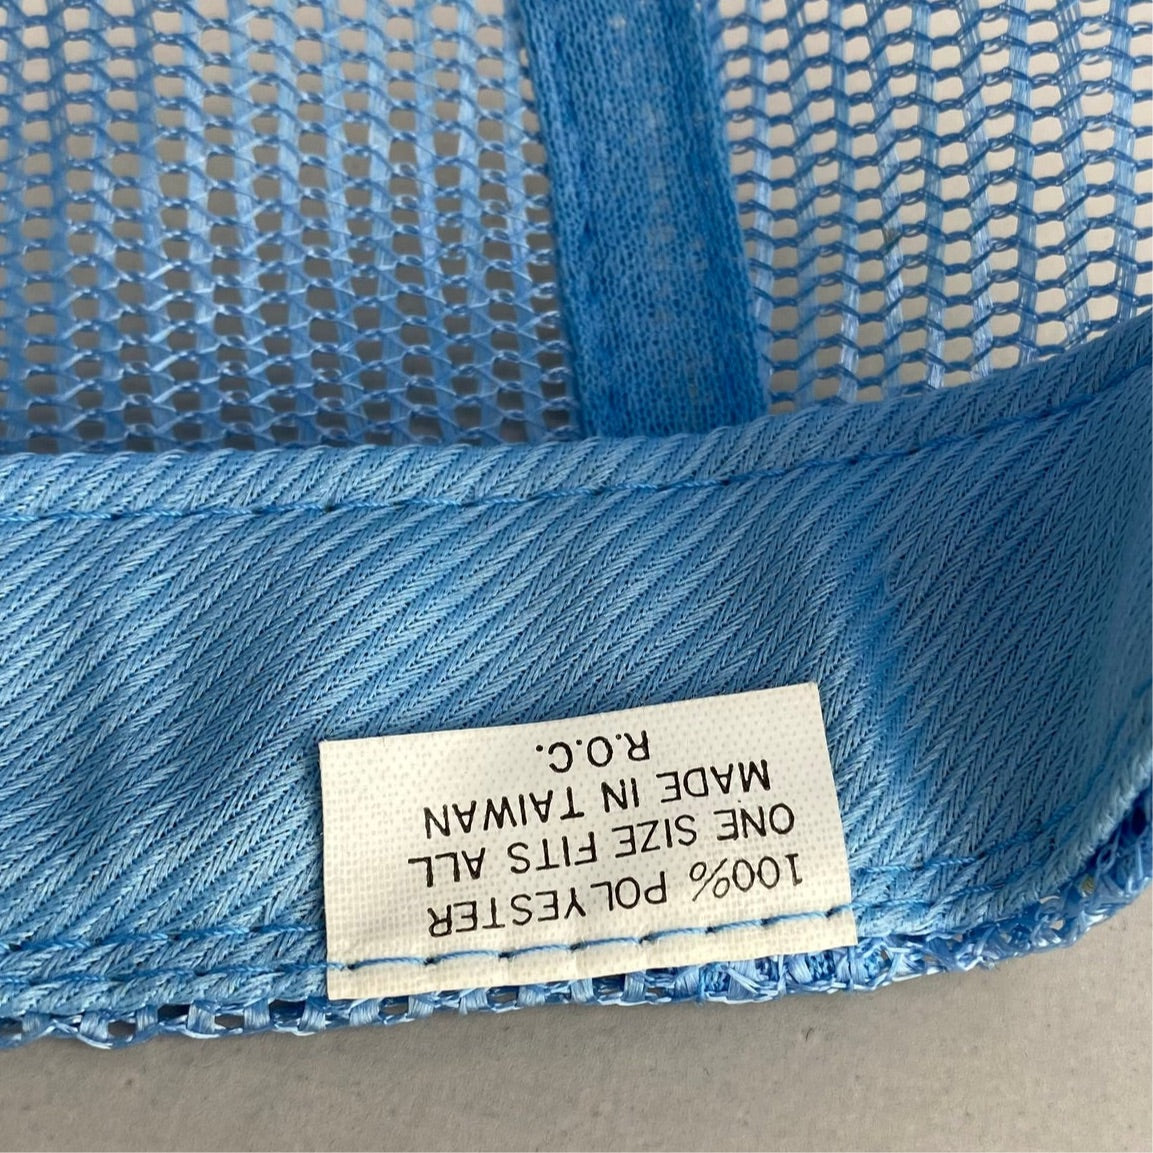 100% POLYESTER
ONE SIZE FITS ALL
MADE IN TAIWAN
R.O.C.